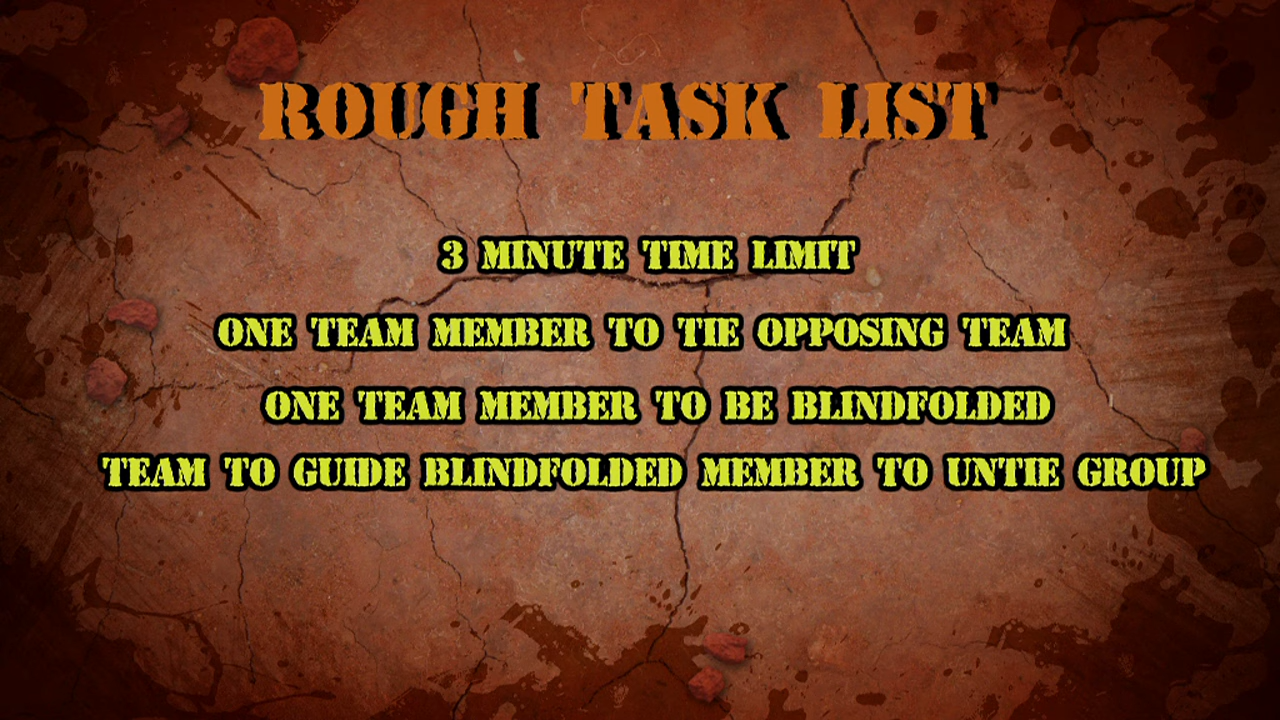 ROUGH TASK LIST
3 MINUTE TIME LIMIT
ONE TEAM MEMBER TO TIE OPPOSING TEAM
ONE TEAM MEMBER TO BE BLINDFOLDED
TEAM TO GUIDE BLINDFOLDED MEMBER TO UNTIE GROUP